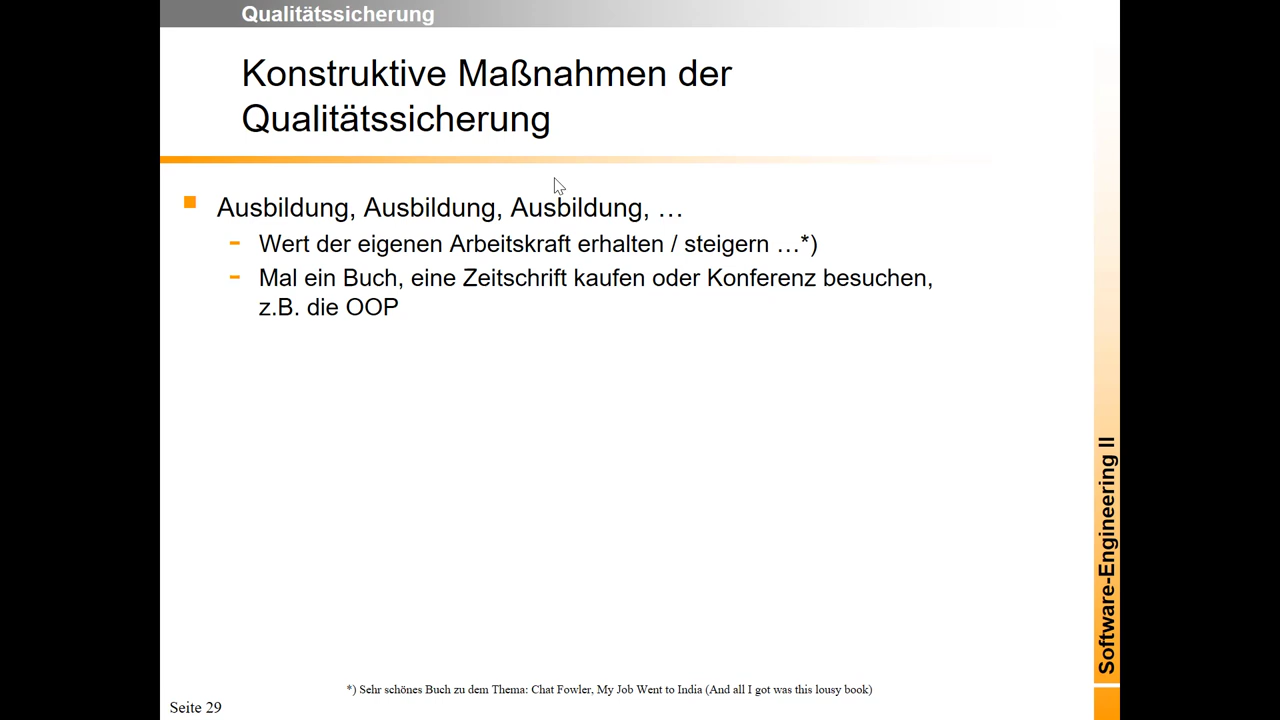 Qualitätssicherung
Konstruktive Maßnahmen der
Qualitätssicherung
Ausbildung, Ausbildung, Ausbildung, …
- Wert der eigenen Arbeitskraft erhalten / steigern …*)
- Mal ein Buch, eine Zeitschrift kaufen oder Konferenz besuchen,
z.B. die OOP
Software-Engineering II
*) Sehr schönes Buch zu dem Thema: Chat Fowler, My Job Went to India (And all I got was this lousy book)
Seite 29